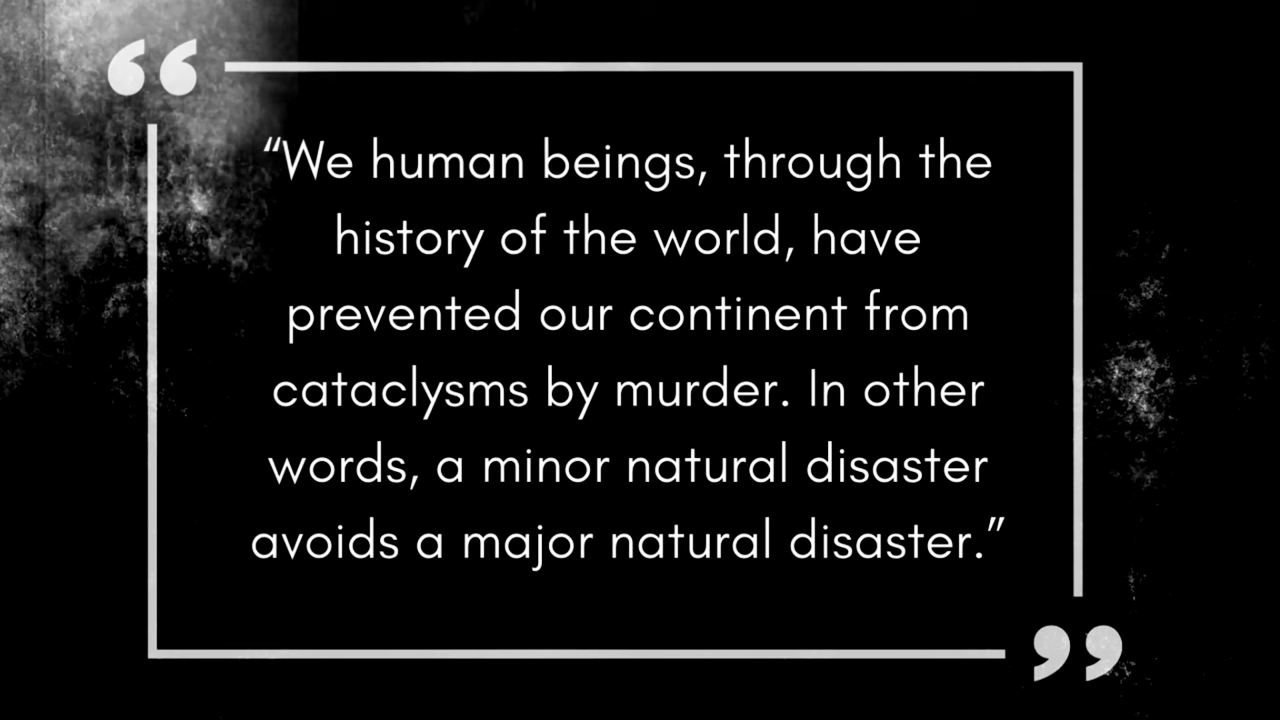 “We human beings, through the
history of the world, have
prevented our continent from
cataclysms by murder. In other
words, a minor natural disaster
avoids a major natural disaster.”